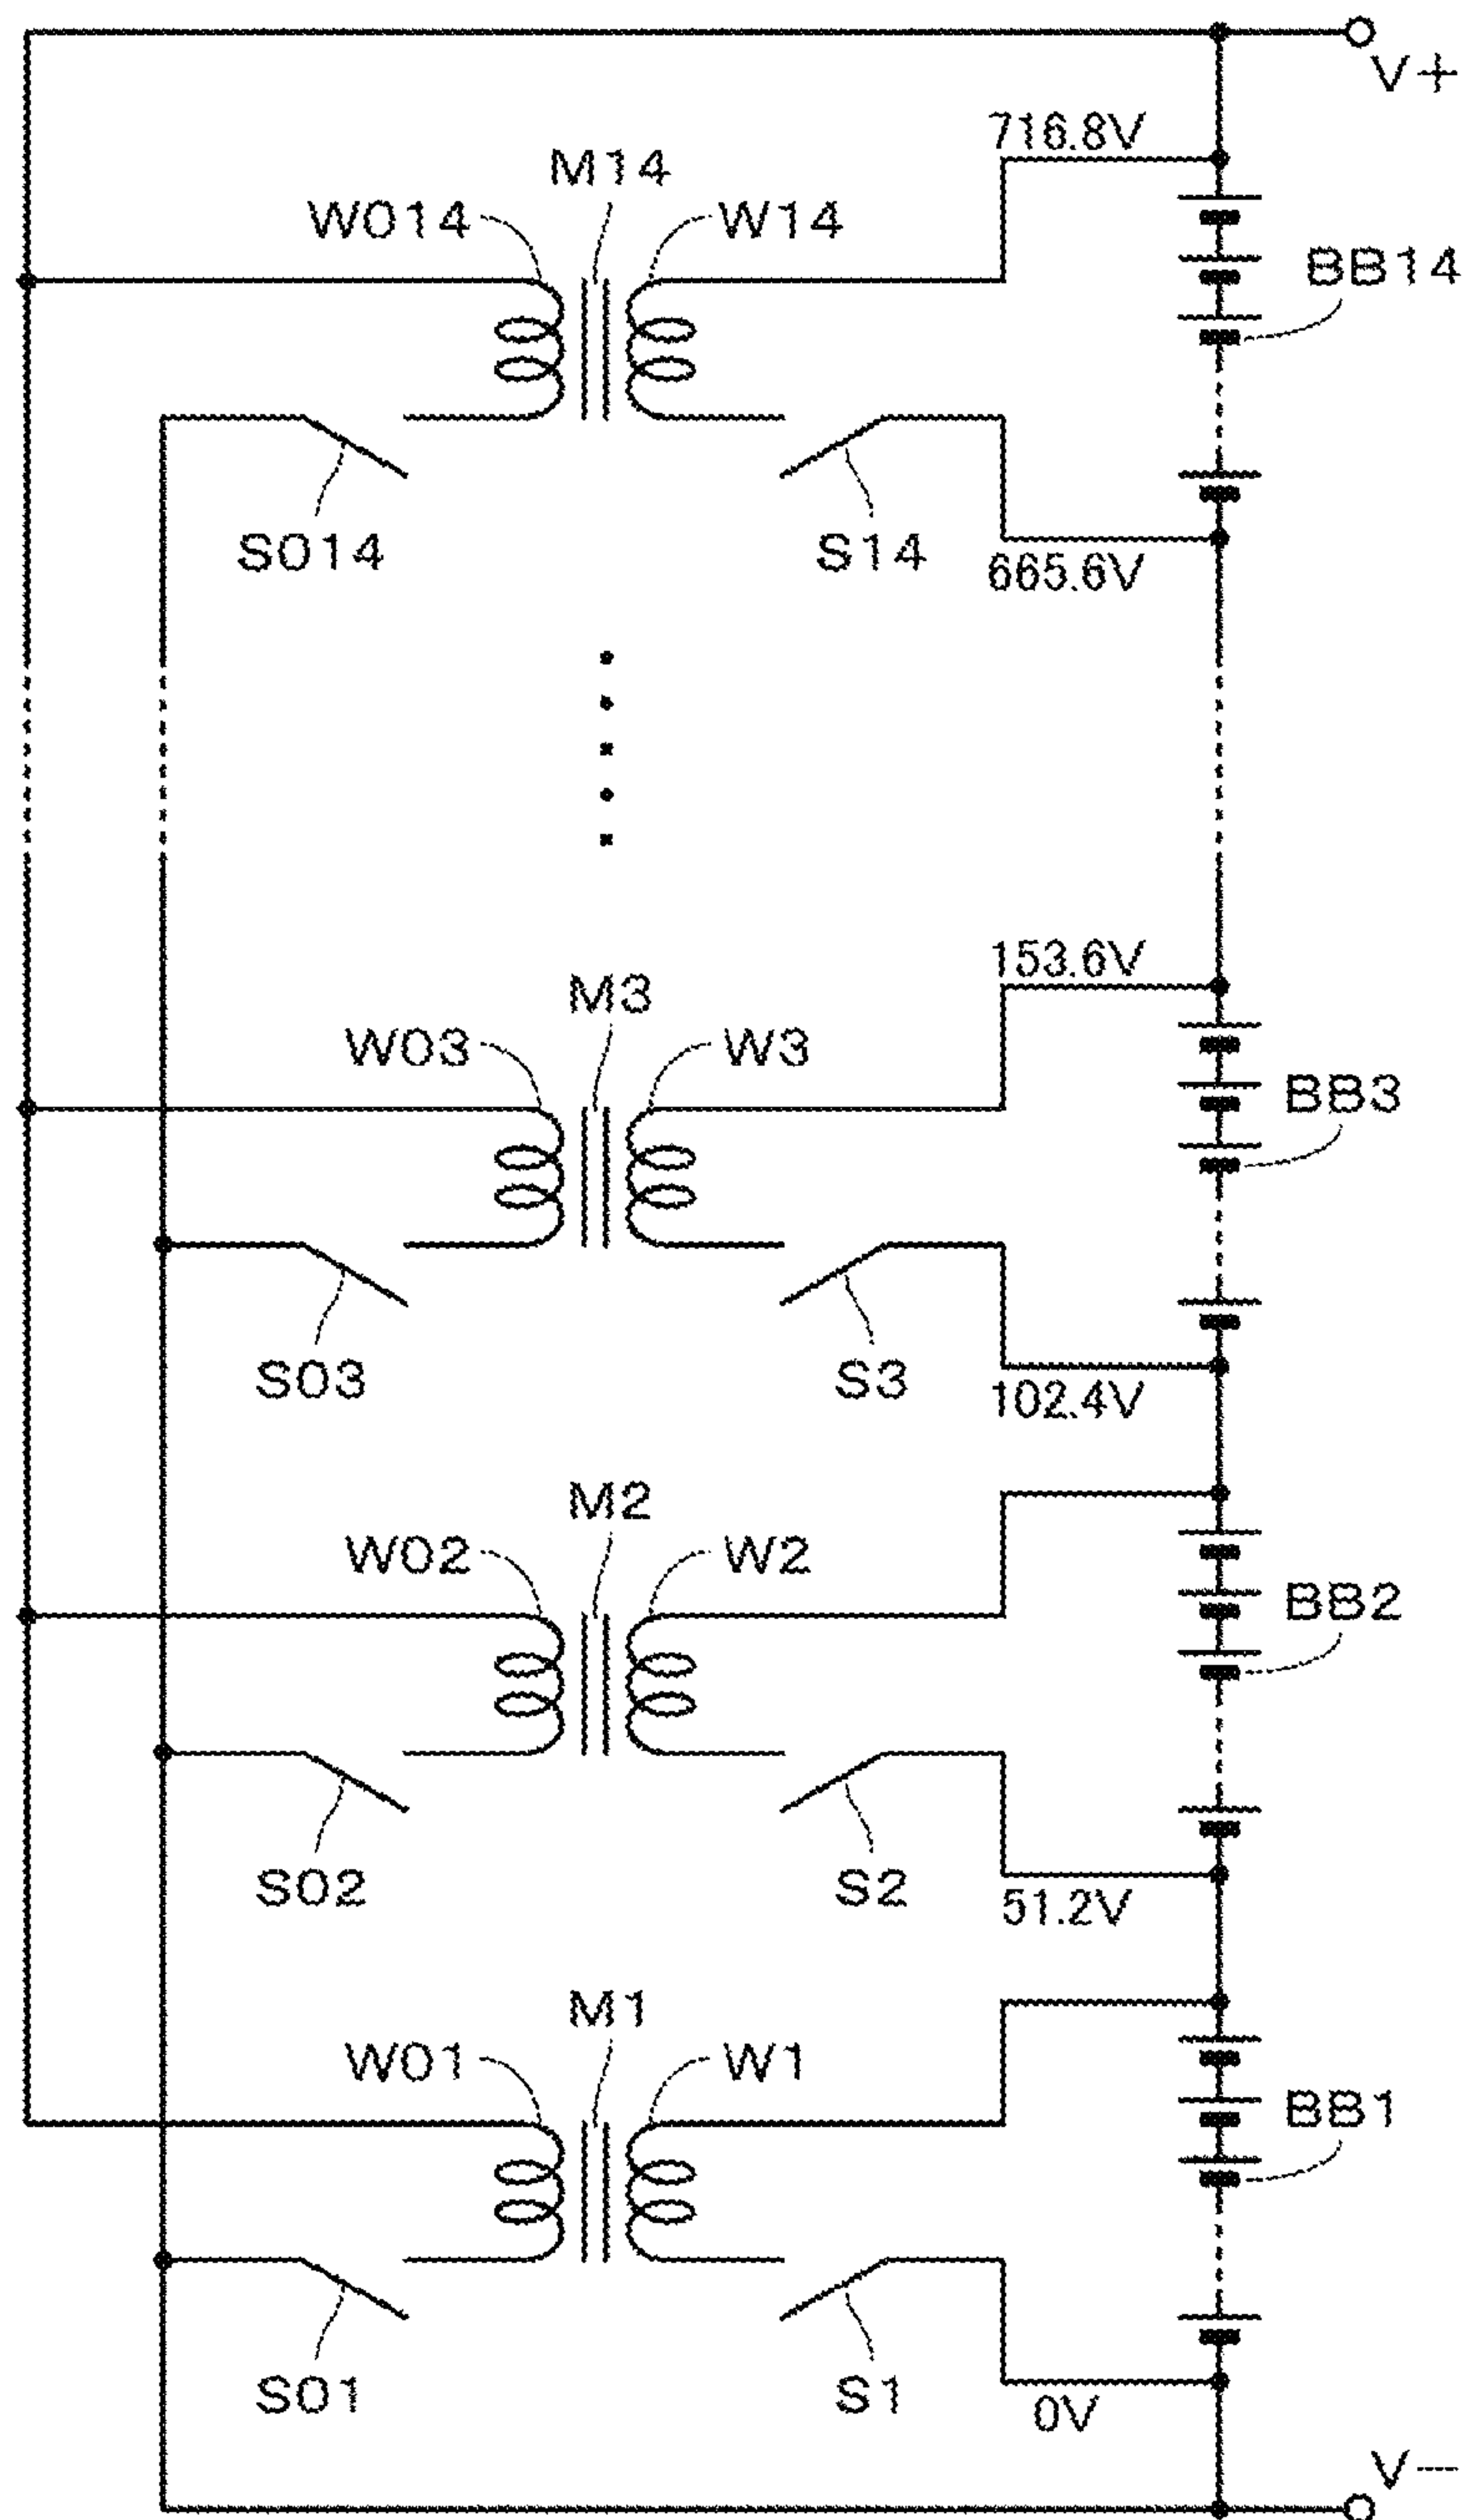 V+
716.8V
M14
W014
W14
BB14
S014
S14
665.6V
153.6V
M3
W03
W3
BB3
S03
S3
102.4V
M2
W02
W2
BB2
S02
S2
51.2V
M1
W01
W1
BB1
S01
S1
0V
V−